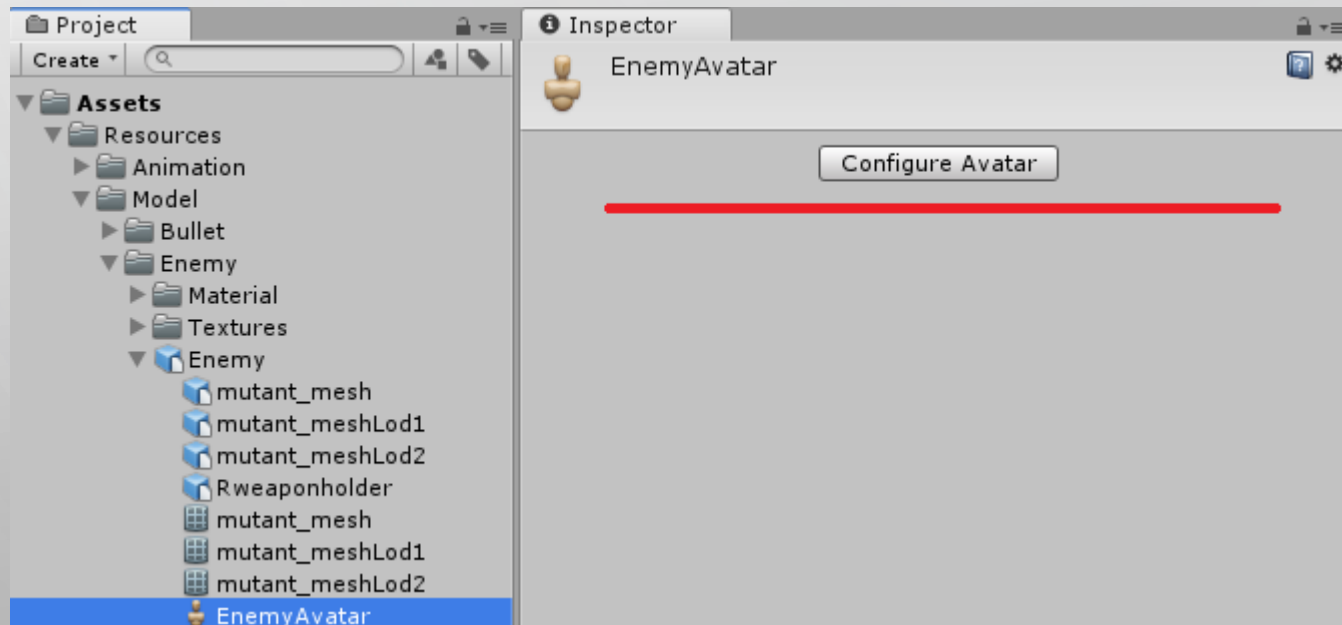 Project
Create
Assets
Resources
Animation
Model
Bullet
Enemy
Material
Textures
Enemy
mutant_mesh
mutant_meshLod1
mutant_meshLod2
Rweaponholder
mutant_mesh
mutant_meshLod1
mutant_meshLod2
EnemyAvatar
Inspector
EnemyAvatar
Configure Avatar